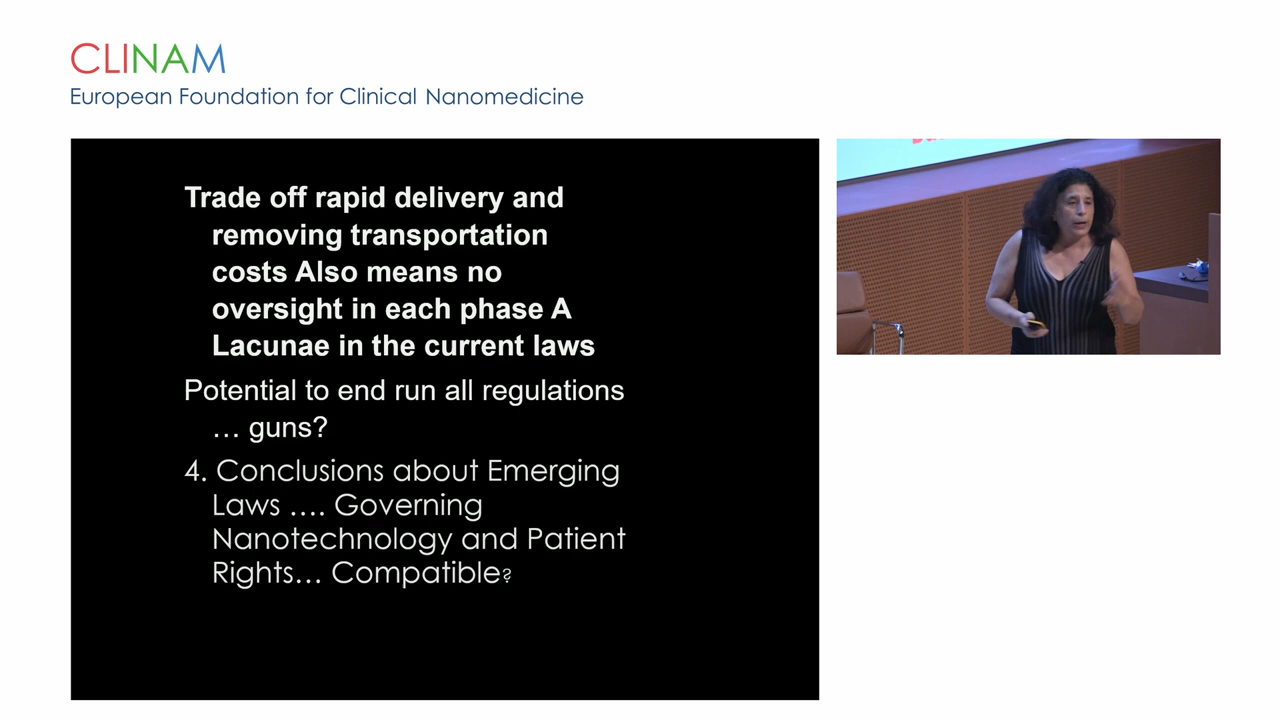 CLINAM
European Foundation for Clinical Nanomedicine
Trade off rapid delivery and
removing transportation
costs Also means no
oversight in each phase A
Lacunae in the current laws
Potential to end run all regulations
… guns?
4. Conclusions about Emerging
Laws …. Governing
Nanotechnology and Patient
Rights… Compatible?